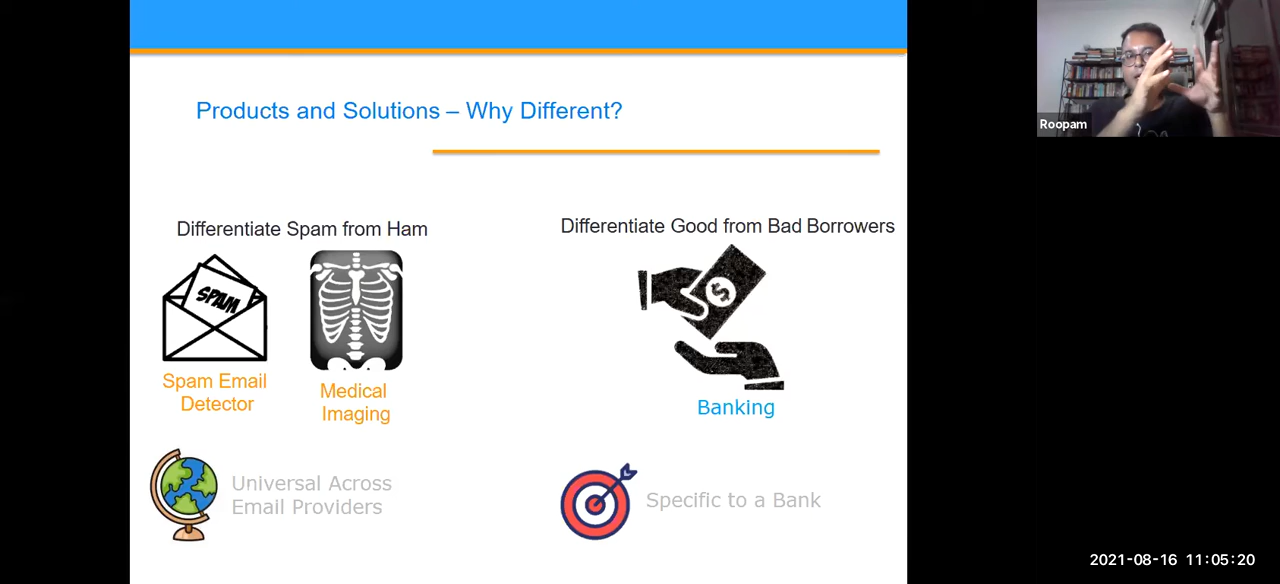 Products and Solutions – Why Different?
Differentiate Spam from Ham
SPAM
Spam Email
Detector
Medical
Imaging
Universal Across
Email Providers
Differentiate Good from Bad Borrowers
$
Banking
Specific to a Bank
Roopam
2021-08-16 11:05:20